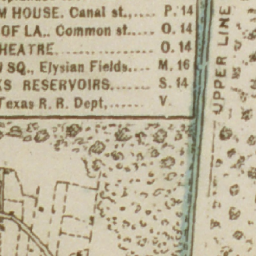 M HOUSE. Canal st.,.... P. 14
OF LA.. Common st.... O. 14
HEATRE.................. O. 14
SQ., Elysian Fields.... M. 16
KS RESERVOIRS....... S. 14
Texas R. R. Dept,....... V
UPPER LINE